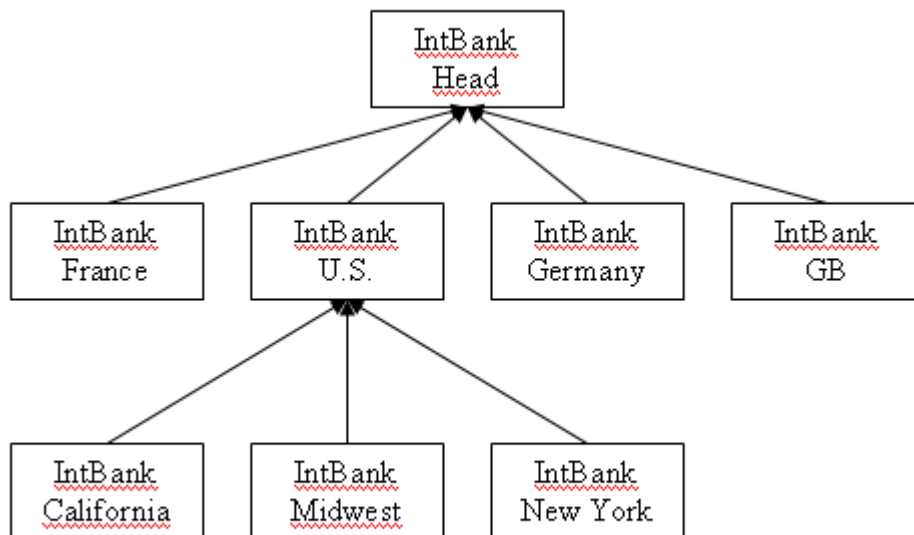 IntBank
Head
IntBank
France
IntBank
U.S.
IntBank
Germany
IntBank
GB
IntBank
California
IntBank
Midwest
IntBank
New York